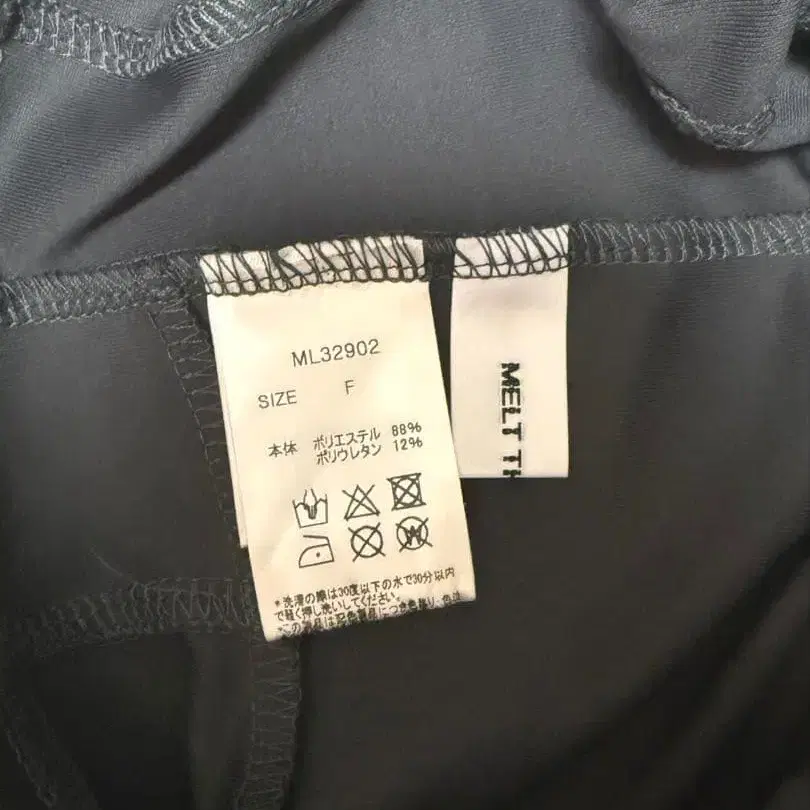 ML32902
SIZE F
本体 ポリエステル 88%
ポリウレタン 12%
*洗濯の際は30度以下の水で30分以内
で軽く押し洗いしてください。
MELT